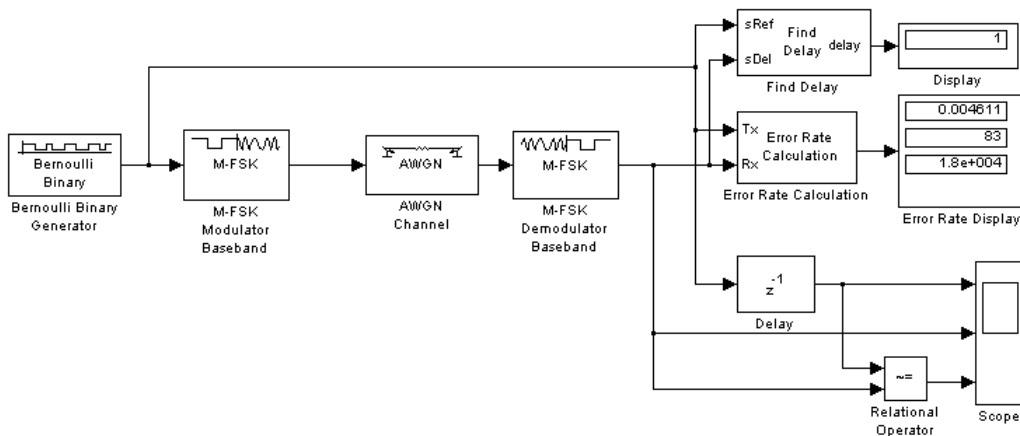 sRef
sDel
Find
Delay
delay
Find Delay
1
Display
Tx
Rx
Error Rate
Calculation
Error Rate Calculation
0.004611
83
1.8e+004
Error Rate Display
Bernoulli
Binary
Bernoulli Binary
Generator
M-FSK
M-FSK
Modulator
Baseband
AWGN
AWGN
Channel
M-FSK
M-FSK
Demodulator
Baseband
z-1
Delay
~=
Relational
Operator
Scope